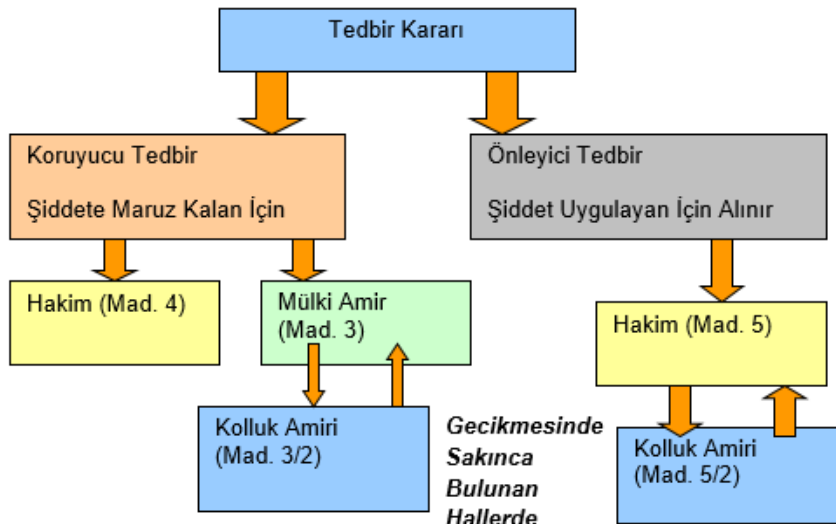 Tedbir Kararı
Koruyucu Tedbir
Şiddete Maruz Kalan İçin
Önleyici Tedbir
Şiddet Uygulayan İçin Alınır
Hakim (Mad. 4)
Mülki Amir
(Mad. 3)
Hakim (Mad. 5)
Kolluk Amiri
(Mad. 3/2)
Gecikmesinde
Sakınca
Bulunan
Hallerde
Kolluk Amiri
(Mad. 5/2)